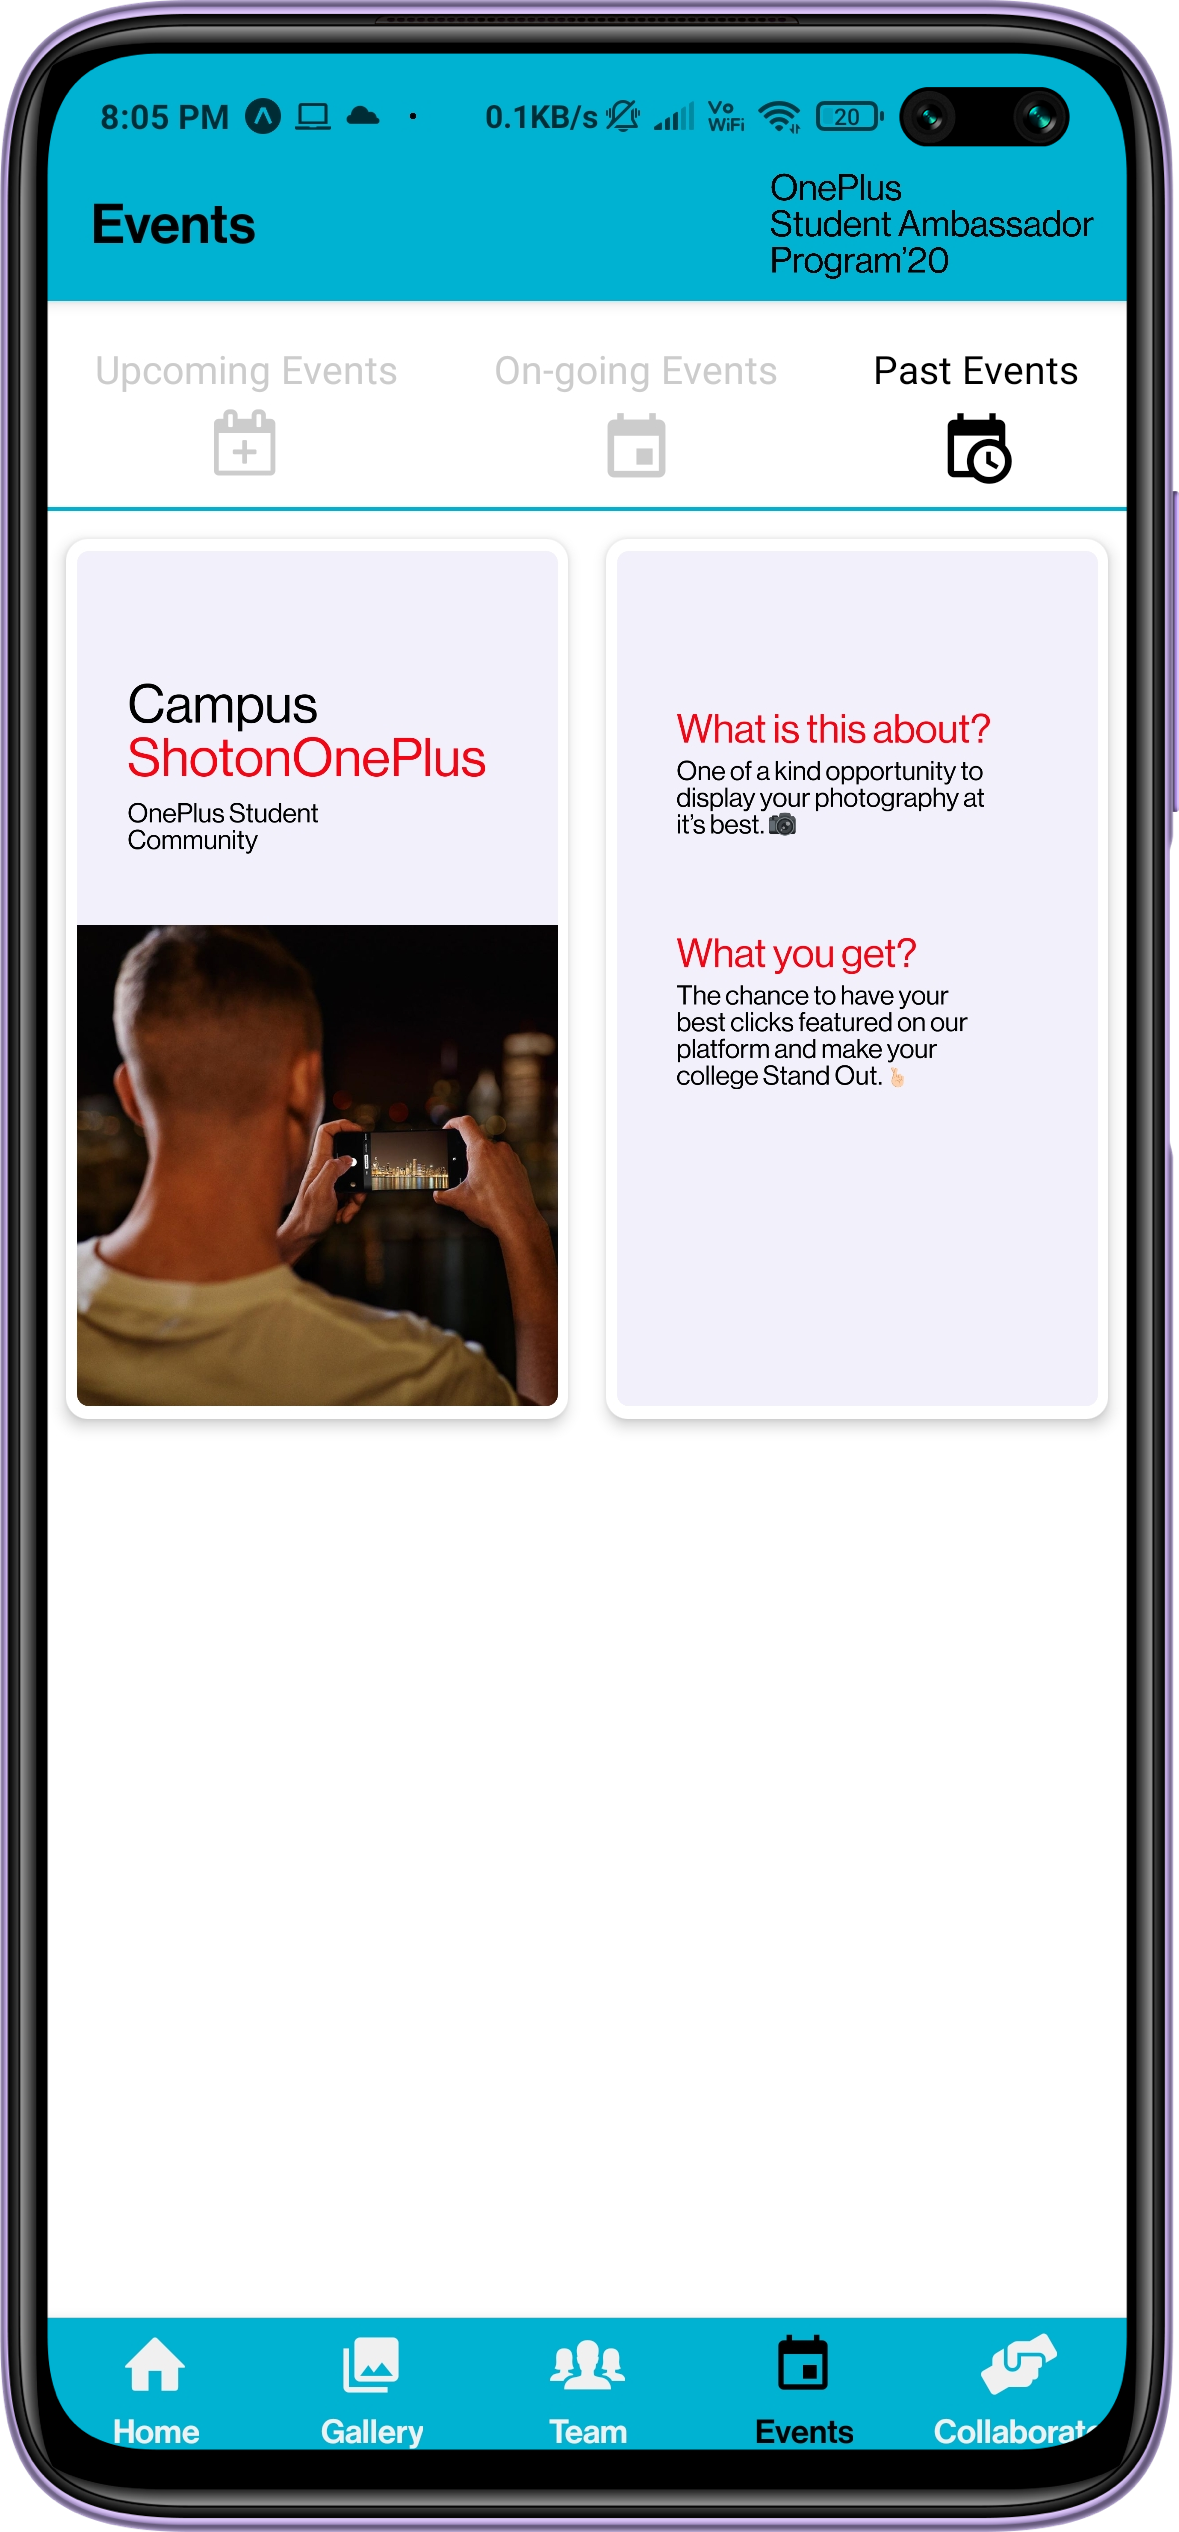 8:05 PM
0.1KB/s
Vo
WiFi
20
Events
OnePlus
Student Ambassador
Program'20
Upcoming Events
On-going Events
Past Events
Campus
ShotonOnePlus
OnePlus Student
Community
What is this about?
One of a kind opportunity to
display your photography at
it's best. 📷
What you get?
The chance to have your
best clicks featured on our
platform and make your
college Stand Out. 🤞🏻
Home
Gallery
Team
Events
Collaborat